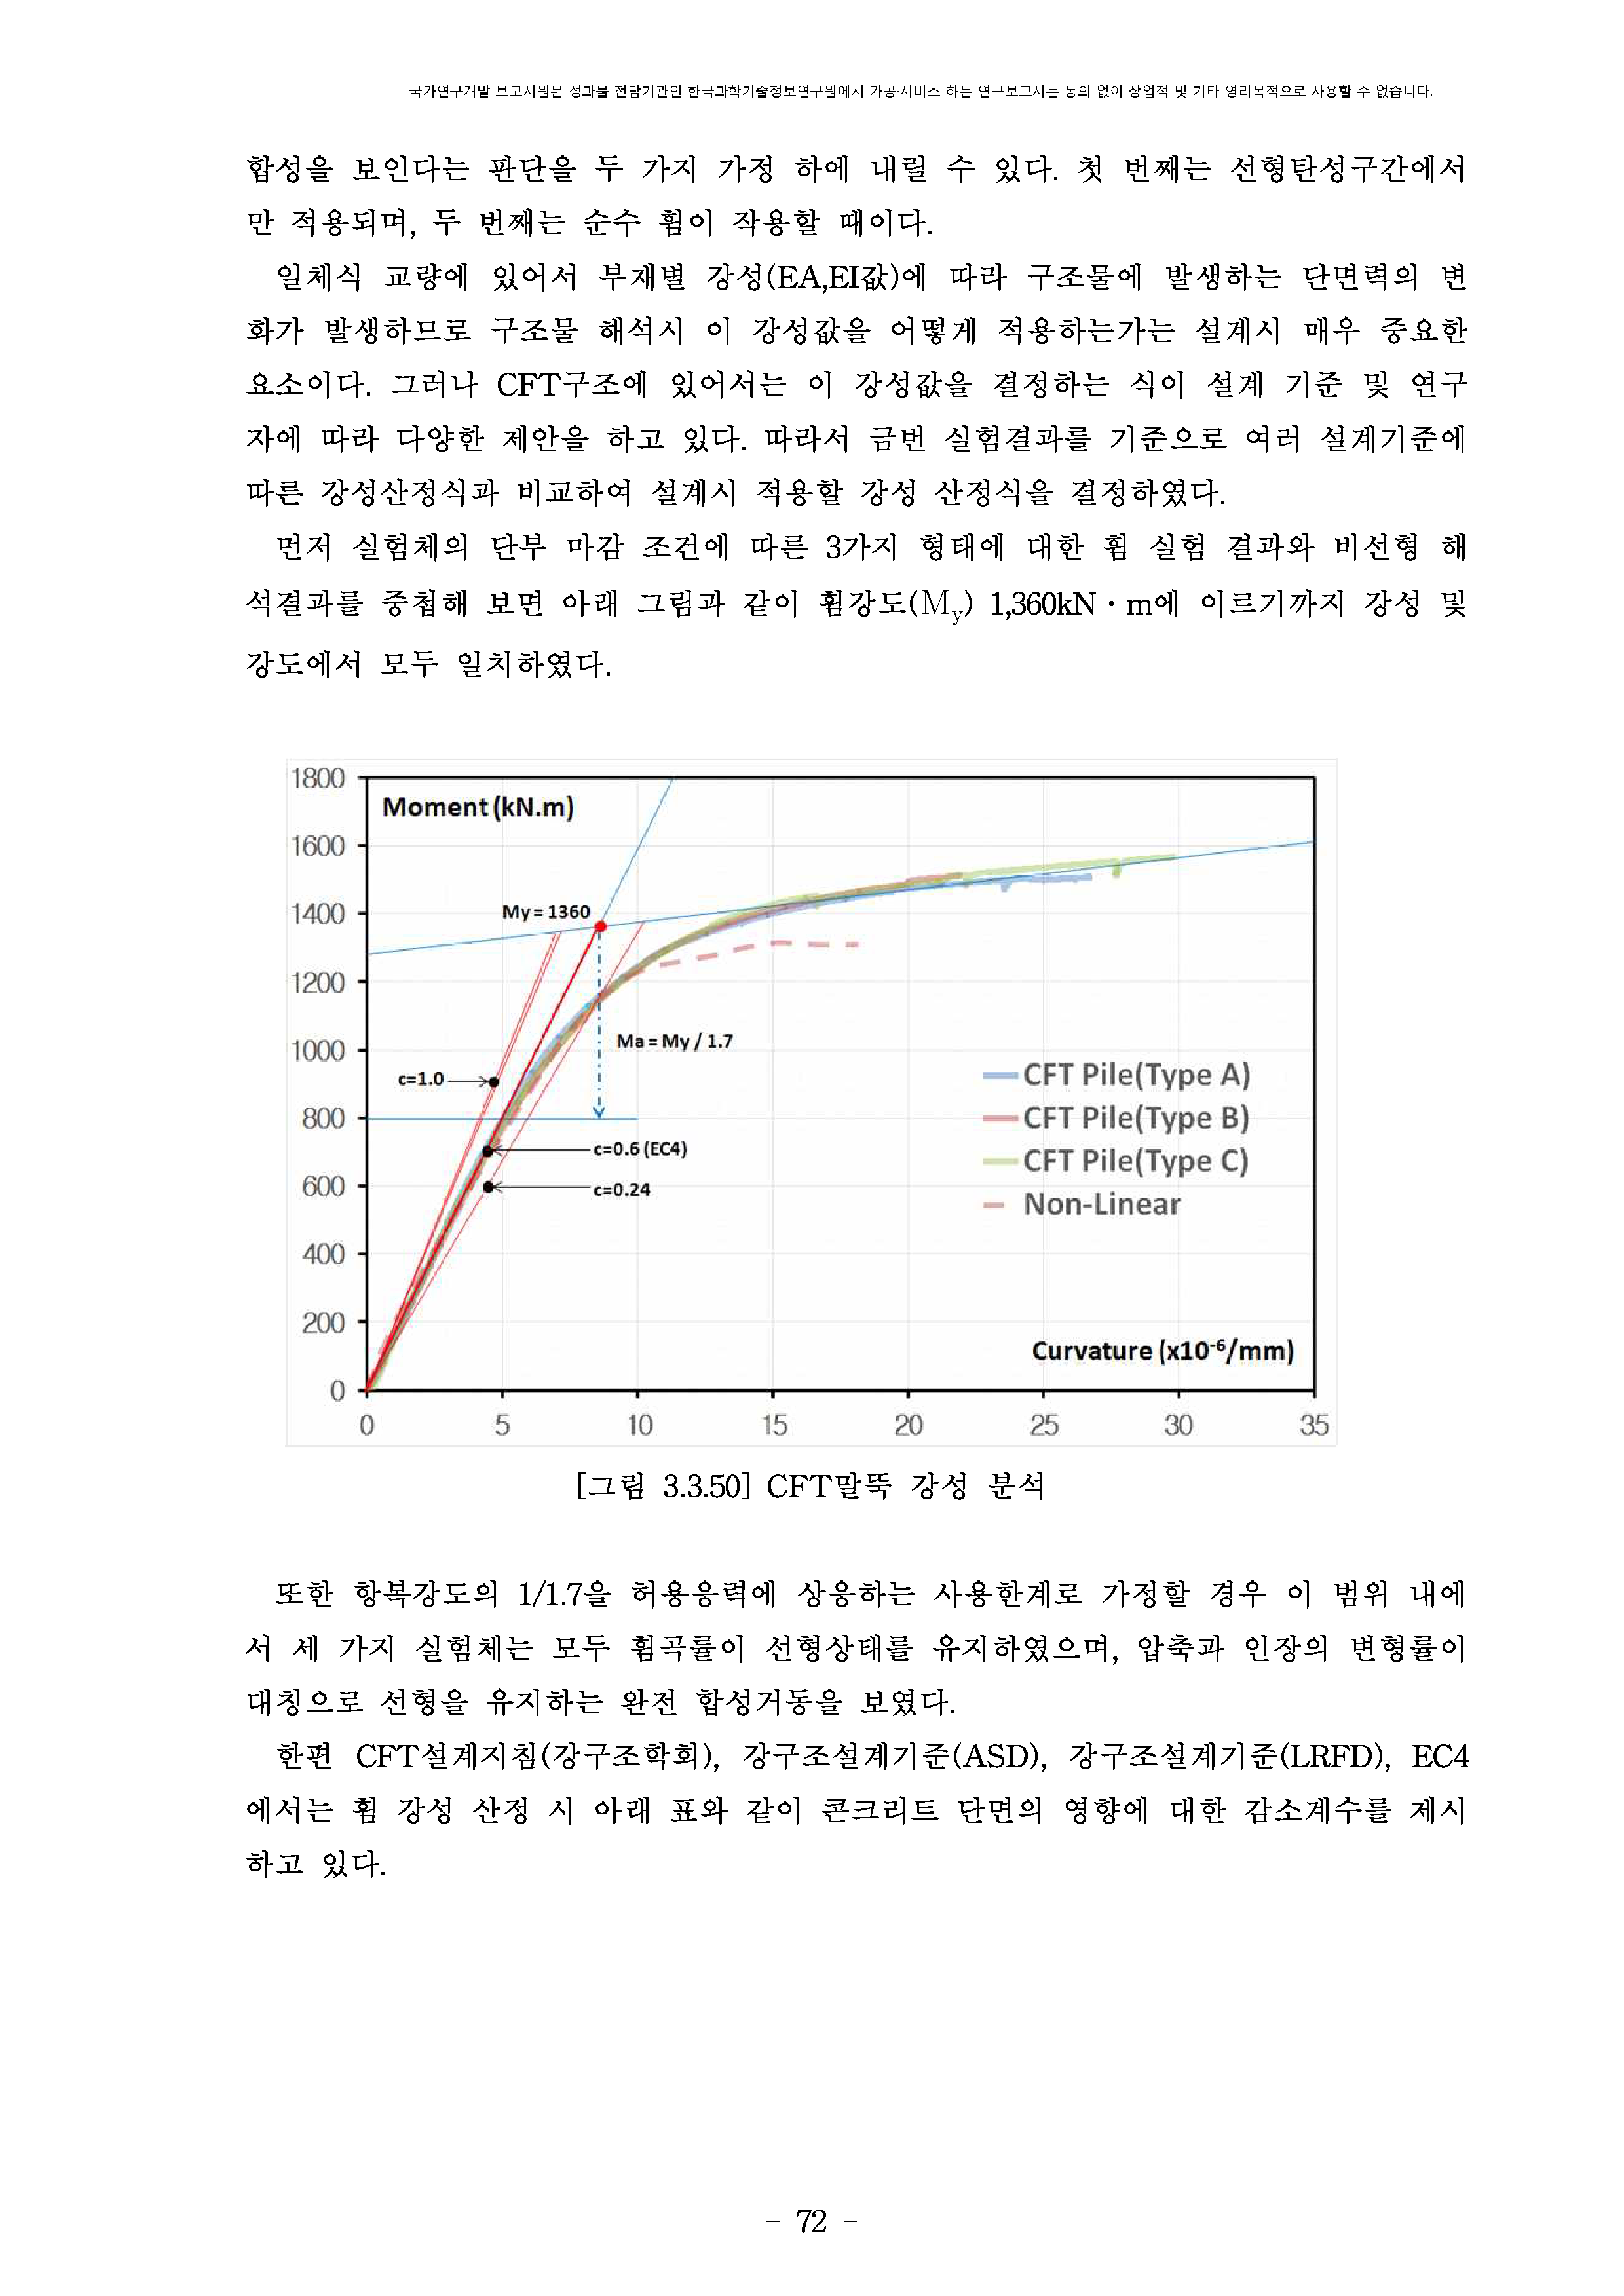 국가연구개발 보고서원문 성과물 전담기관인 한국과학기술정보연구원에서 가공·서비스 하는 연구보고서는 동의 없이 상업적 및 기타 영리목적으로 사용할 수 없습니다.
합성을 보인다는 판단을 두 가지 가정 하에 내릴 수 있다. 첫 번째는 선형탄성구간에서
만 적용되며, 두 번째는 순수 휨이 작용할 때이다.
일체식 교량에 있어서 부재별 강성(EA,EI값)에 따라 구조물에 발생하는 단면력의 변
화가 발생하므로 구조물 해석시 이 강성값을 어떻게 적용하는가는 설계시 매우 중요한
요소이다. 그러나 CFT구조에 있어서는 이 강성값을 결정하는 식이 설계 기준 및 연구
자에 따라 다양한 제안을 하고 있다. 따라서 금번 실험결과를 기준으로 여러 설계기준에
따른 강성산정식과 비교하여 설계시 적용할 강성 산정식을 결정하였다.
먼저 실험체의 단부 마감 조건에 따른 3가지 형태에 대한 휨 실험 결과와 비선형 해
석결과를 중첩해 보면 아래 그림과 같이 휨강도(My) 1,360kN·m에 이르기까지 강성 및
강도에서 모두 일치하였다.
1800
Moment (kN.m)
1600
1400
My = 1360
1200
1000
Ma = My / 1.7
c=1.0
CFT Pile(Type A)
800
CFT Pile(Type B)
c=0.6 (EC4)
CFT Pile(Type C)
600
c=0.24
Non-Linear
400
200
Curvature (x10-6/mm)
0
0 5 10 15 20 25 30 35
[그림 3.3.50] CFT말뚝 강성 분석
또한 항복강도의 1/1.7을 허용응력에 상응하는 사용한계로 가정할 경우 이 범위 내에
서 세 가지 실험체는 모두 휨곡률이 선형상태를 유지하였으며, 압축과 인장의 변형률이
대칭으로 선형을 유지하는 완전 합성거동을 보였다.
한편 CFT설계지침(강구조학회), 강구조설계기준(ASD), 강구조설계기준(LRFD), EC4
에서는 휨 강성 산정 시 아래 표와 같이 콘크리트 단면의 영향에 대한 감소계수를 제시
하고 있다.
- 72 -